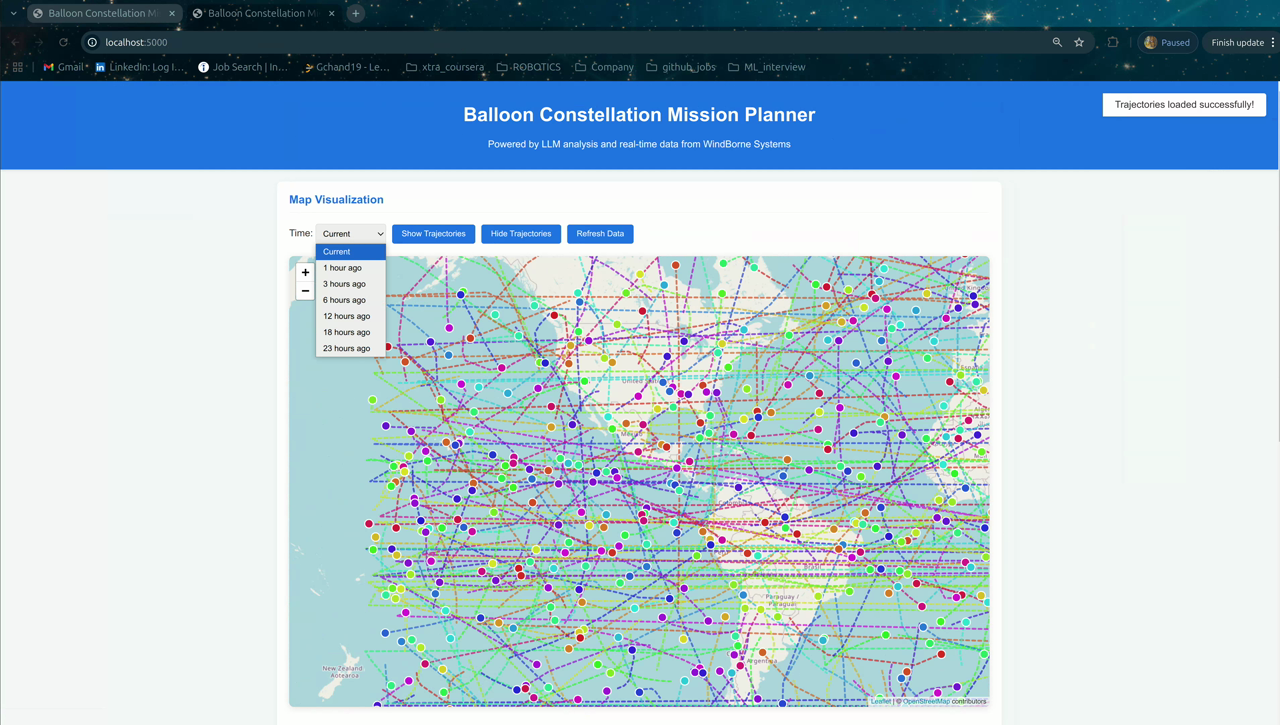 Balloon Constellation Mi
Balloon Constellation M
localhost:5000
Paused
Finish update
Gmail
LinkedIn: Log I...
Job Search | In...
Gchand19 - Le...
xtra_coursera
ROBOTICS
Company
github_jobs
ML_interview
Balloon Constellation Mission Planner
Trajectories loaded successfully!
Powered by LLM analysis and real-time data from WindBorne Systems
Map Visualization
Time:
Current
Show Trajectories
Hide Trajectories
Refresh Data
Current
1 hour ago
3 hours ago
6 hours ago
12 hours ago
18 hours ago
23 hours ago
+
−
United States
Paraguay /
Paraguái
Argentina
New Zealand
Aotearoa
Leaflet | © OpenStreetMap contributors